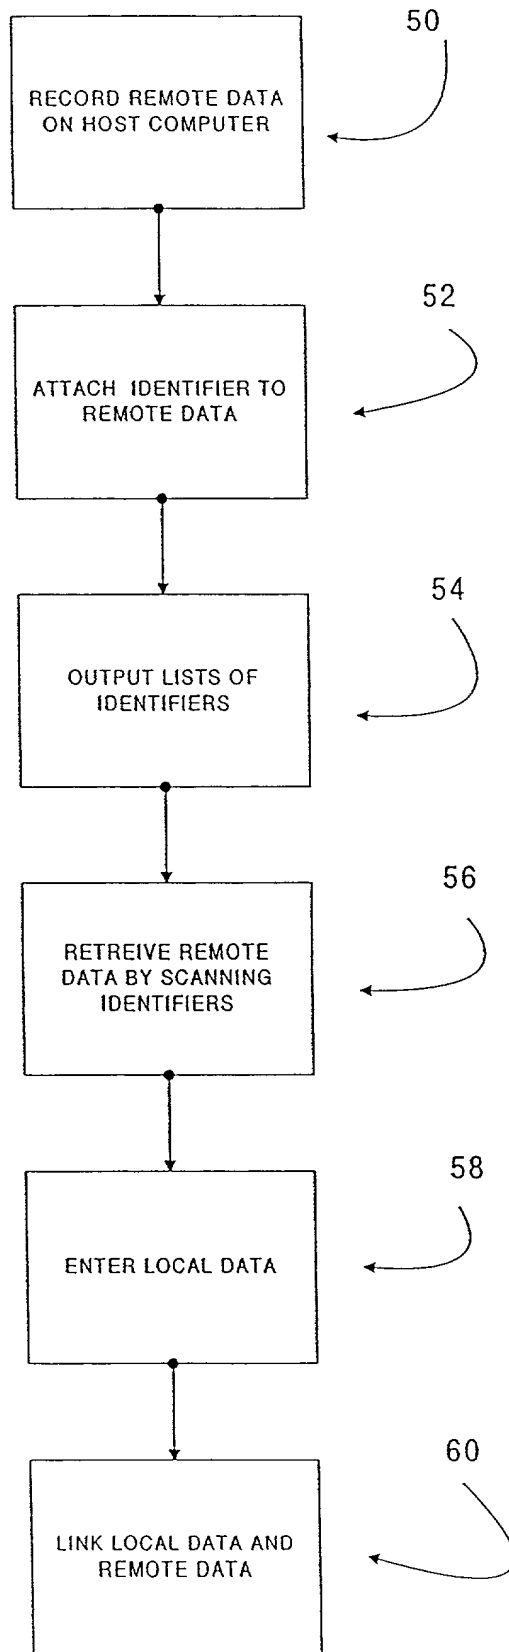 50
RECORD REMOTE DATA
ON HOST COMPUTER
52
ATTACH IDENTIFIER TO
REMOTE DATA
54
OUTPUT LISTS OF
IDENTIFIERS
56
RETREIVE REMOTE
DATA BY SCANNING
IDENTIFIERS
58
ENTER LOCAL DATA
60
LINK LOCAL DATA AND
REMOTE DATA